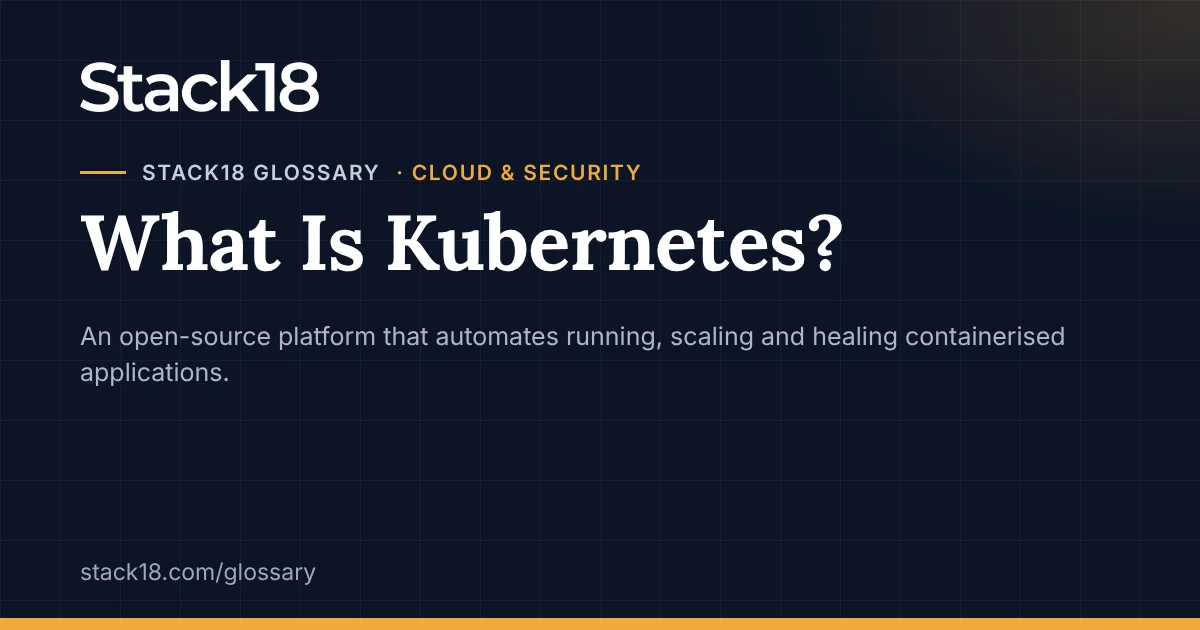 Stack18
STACK18 GLOSSARY · CLOUD & SECURITY
What Is Kubernetes?
An open-source platform that automates running, scaling and healing containerised
applications.
stack18.com/glossary